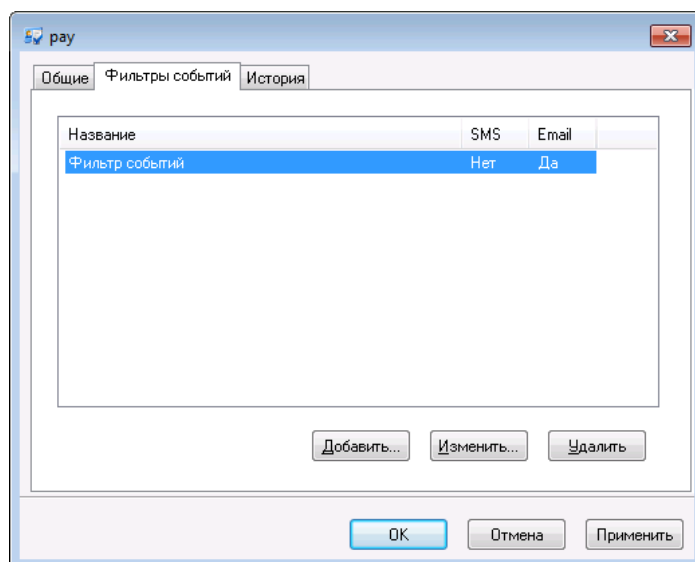 pay
Общие Фильтры событий История
Название SMS Email
Фильтр событий Нет Да
Добавить... Изменить... Удалить
OK Отмена Применить